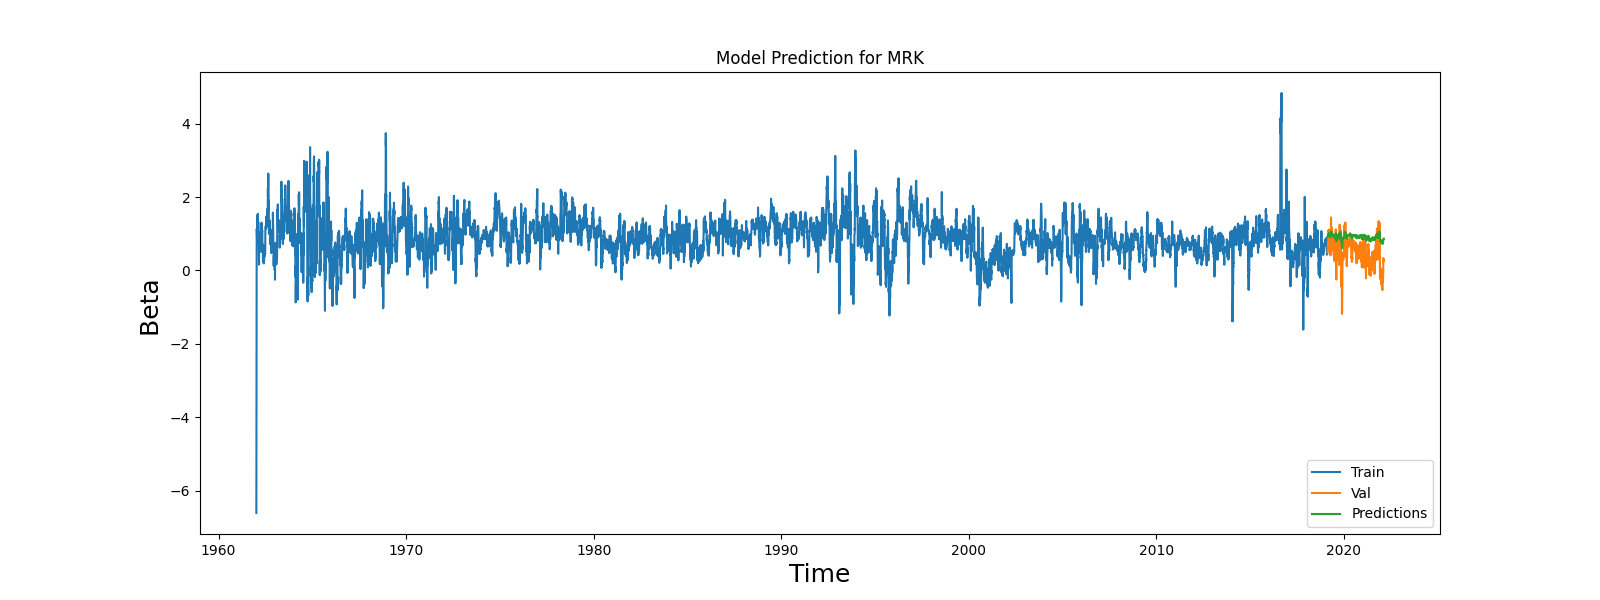 Model Prediction for MRK
Beta
4
2
0
−2
−4
−6
1960 1970 1980 1990 2000 2010 2020
Time
Train
Val
Predictions